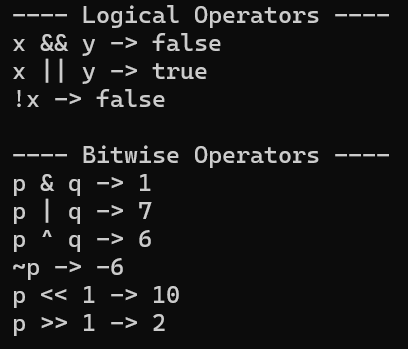 ---- Logical Operators ----
x && y -> false
x || y -> true
!x -> false
---- Bitwise Operators ----
p & q -> 1
p | q -> 7
p ^ q -> 6
~p -> -6
p << 1 -> 10
p >> 1 -> 2